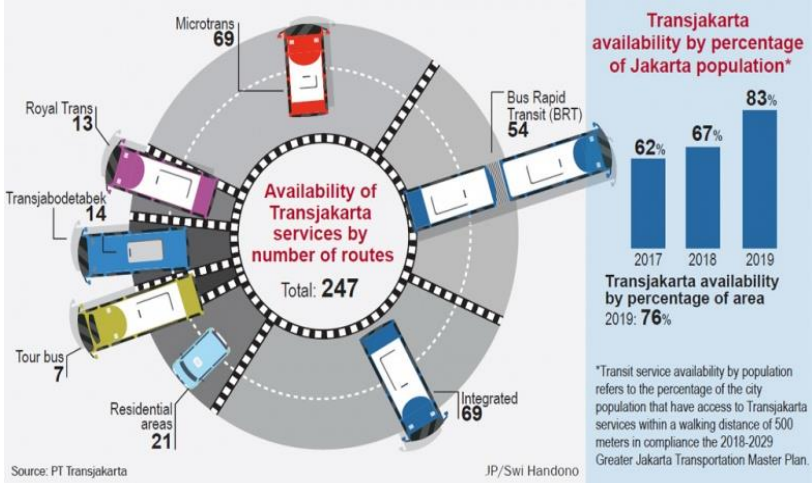 Microtrans
69
Royal Trans
13
Transjabodetabek
14
Tour bus
7
Residential
areas
21
Integrated
69
Bus Rapid
Transit (BRT)
54
Availability of
Transjakarta
services by
number of routes
Total: 247
Source: PT Transjakarta
JP/Swi Handono
Transjakarta
availability by percentage
of Jakarta population*
62%
67%
83%
2017
2018
2019
Transjakarta availability
by percentage of area
2019: 76%
*Transit service availability by population
refers to the percentage of the city
population that have access to Transjakarta
services within a walking distance of 500
meters in compliance the 2018-2029
Greater Jakarta Transportation Master Plan.